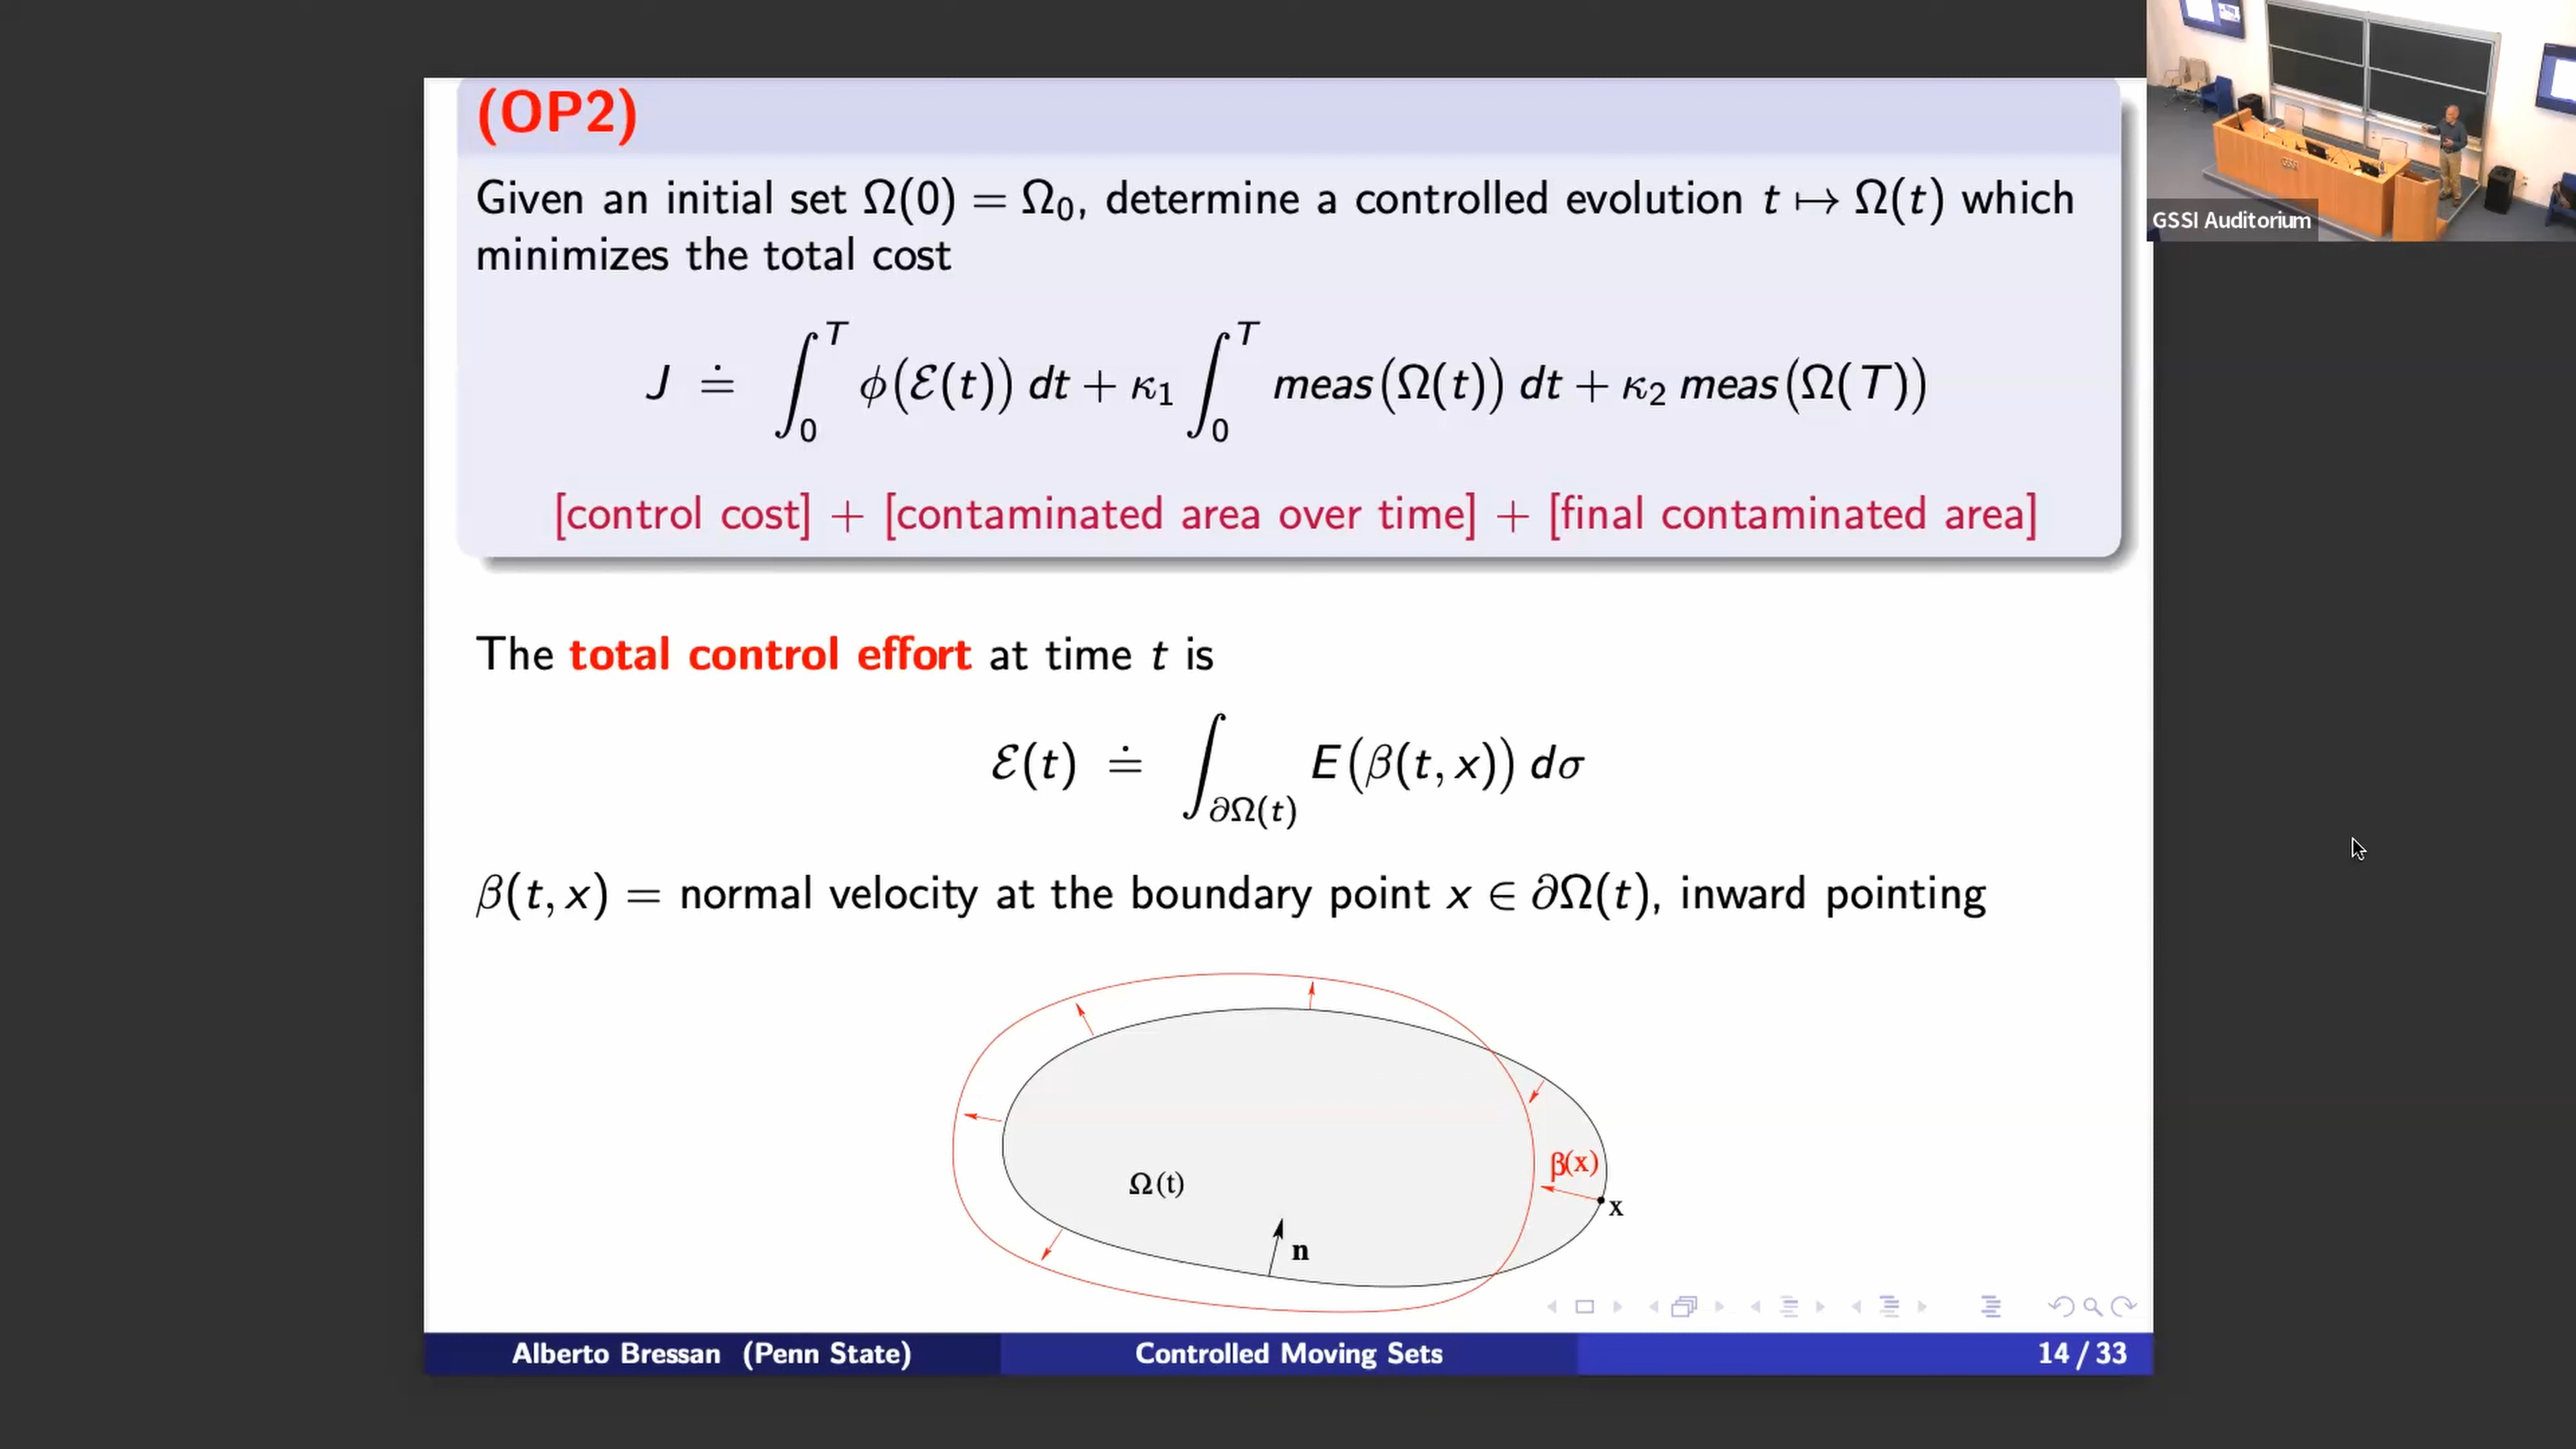 (OP2)
Given an initial set Ω(0) = Ω₀, determine a controlled evolution t ↦ Ω(t) which
minimizes the total cost
J ≐ ∫₀ᵀ ϕ(ℰ(t)) dt + κ₁ ∫₀ᵀ meas(Ω(t)) dt + κ₂ meas(Ω(T))
[control cost] + [contaminated area over time] + [final contaminated area]
The total control effort at time t is
ℰ(t) ≐ ∫_{∂Ω(t)} E(β(t, x)) dσ
β(t, x) = normal velocity at the boundary point x ∈ ∂Ω(t), inward pointing
β(x)
Ω(t)
x
n
Alberto Bressan (Penn State)
Controlled Moving Sets
14 / 33
GSSI Auditorium